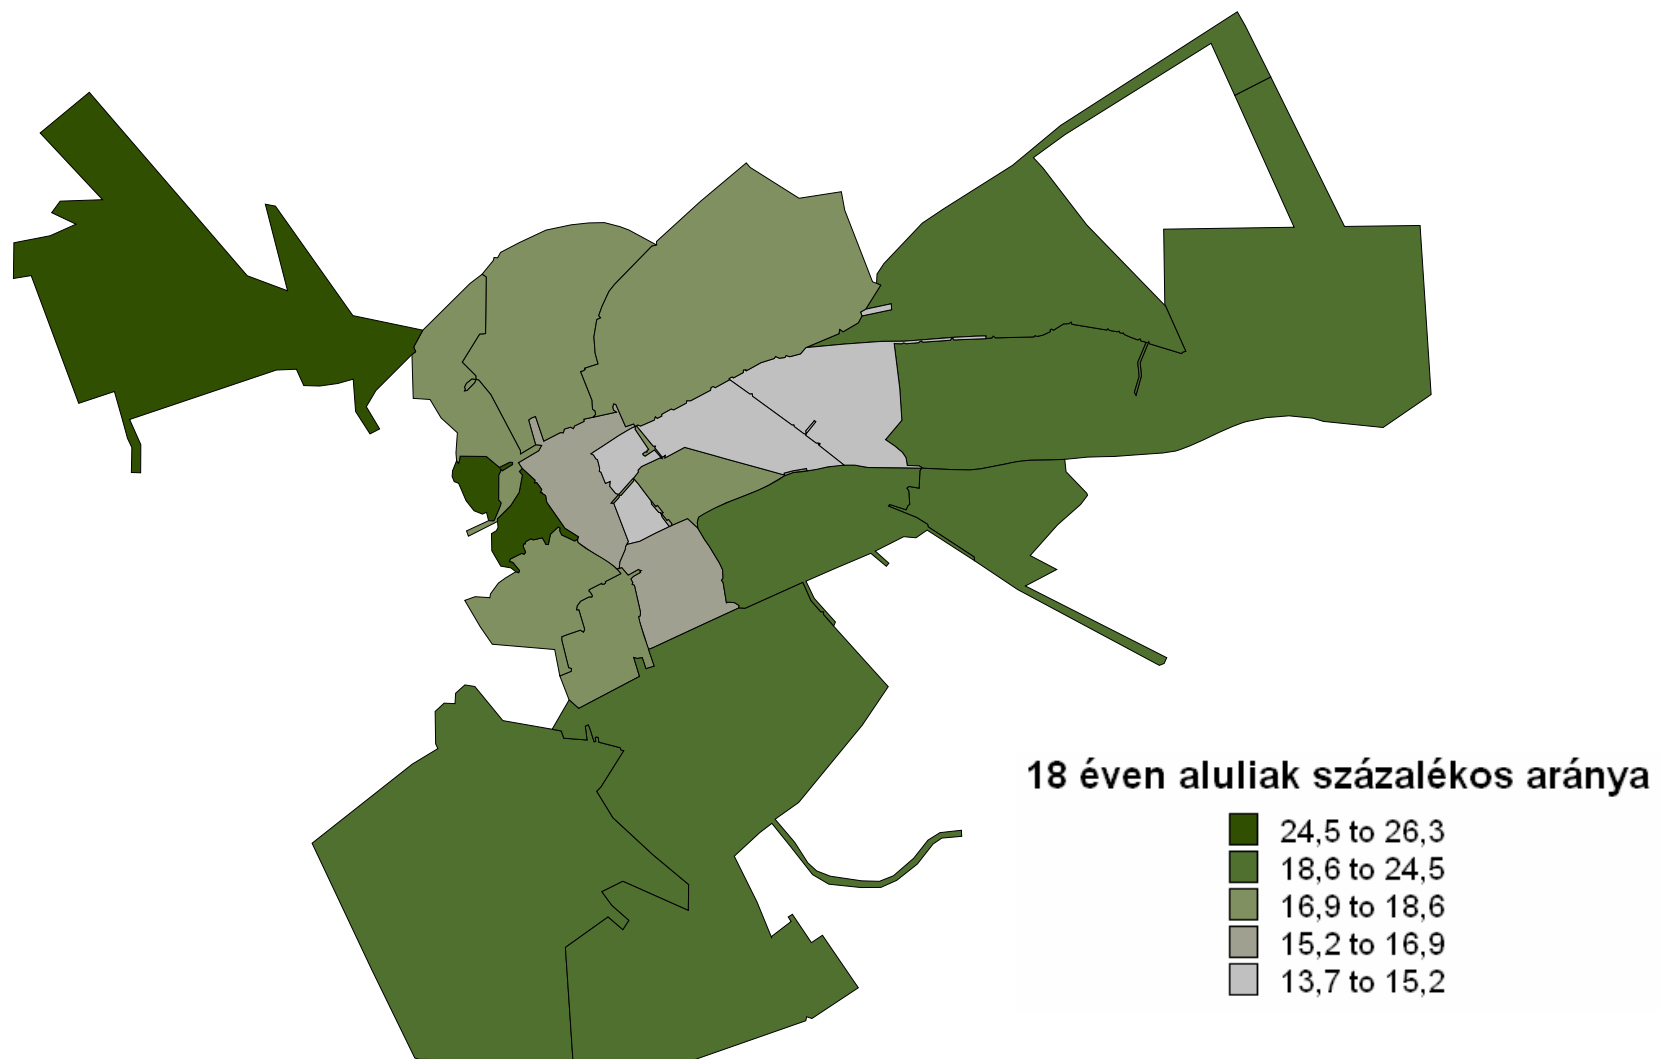 18 éven aluliak százalékos aránya
24,5 to 26,3
18,6 to 24,5
16,9 to 18,6
15,2 to 16,9
13,7 to 15,2